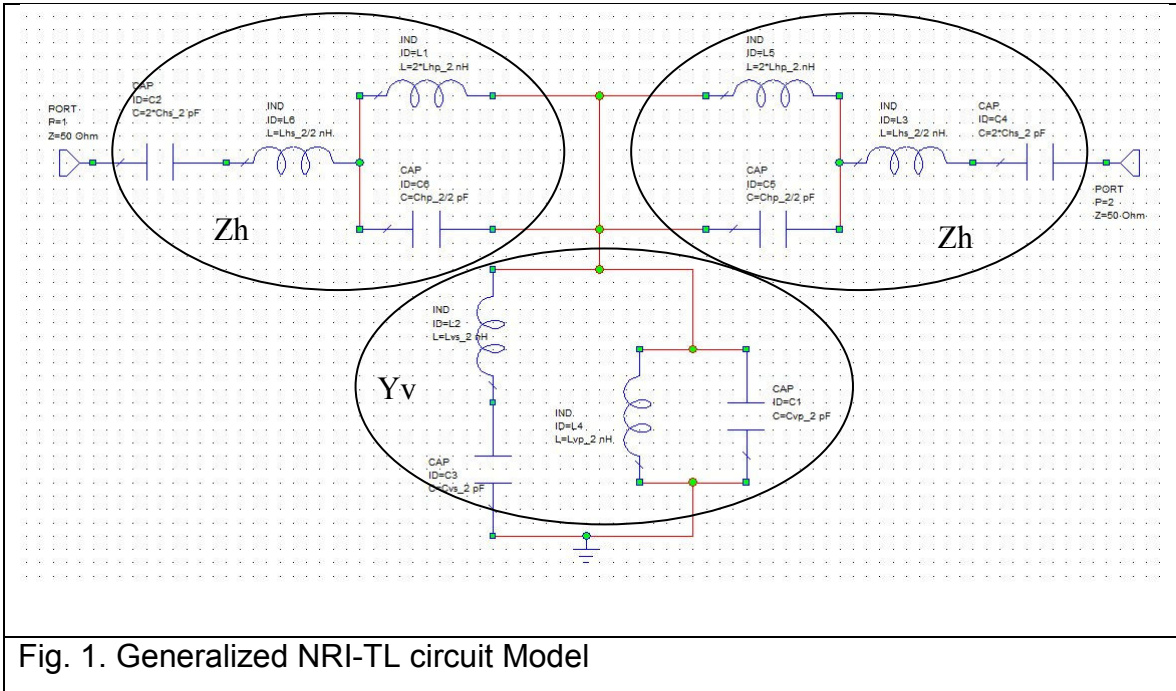 IND
ID=L1
L=2*Lhp_2 nH
IND
ID=L5
L=2*Lhp_2 nH
CAP
ID=C2
C=2*Chs_2 pF
PORT
P=1
Z=50 Ohm
IND
ID=L6
L=Lhs_2/2 nH
IND
ID=L3
L=Lhs_2/2 nH
CAP
ID=C4
C=2*Chs_2 pF
CAP
ID=C6
C=Chp_2/2 pF
CAP
ID=C5
C=Chp_2/2 pF
PORT
P=2
Z=50 Ohm
Zh
Zh
IND
ID=L2
L=Lvs_2 nH
Yv
IND
ID=L4
L=Lvp_2 nH
CAP
ID=C1
C=Cvp_2 pF
CAP
ID=C3
C=Cvs_2 pF
Fig. 1. Generalized NRI-TL circuit Model